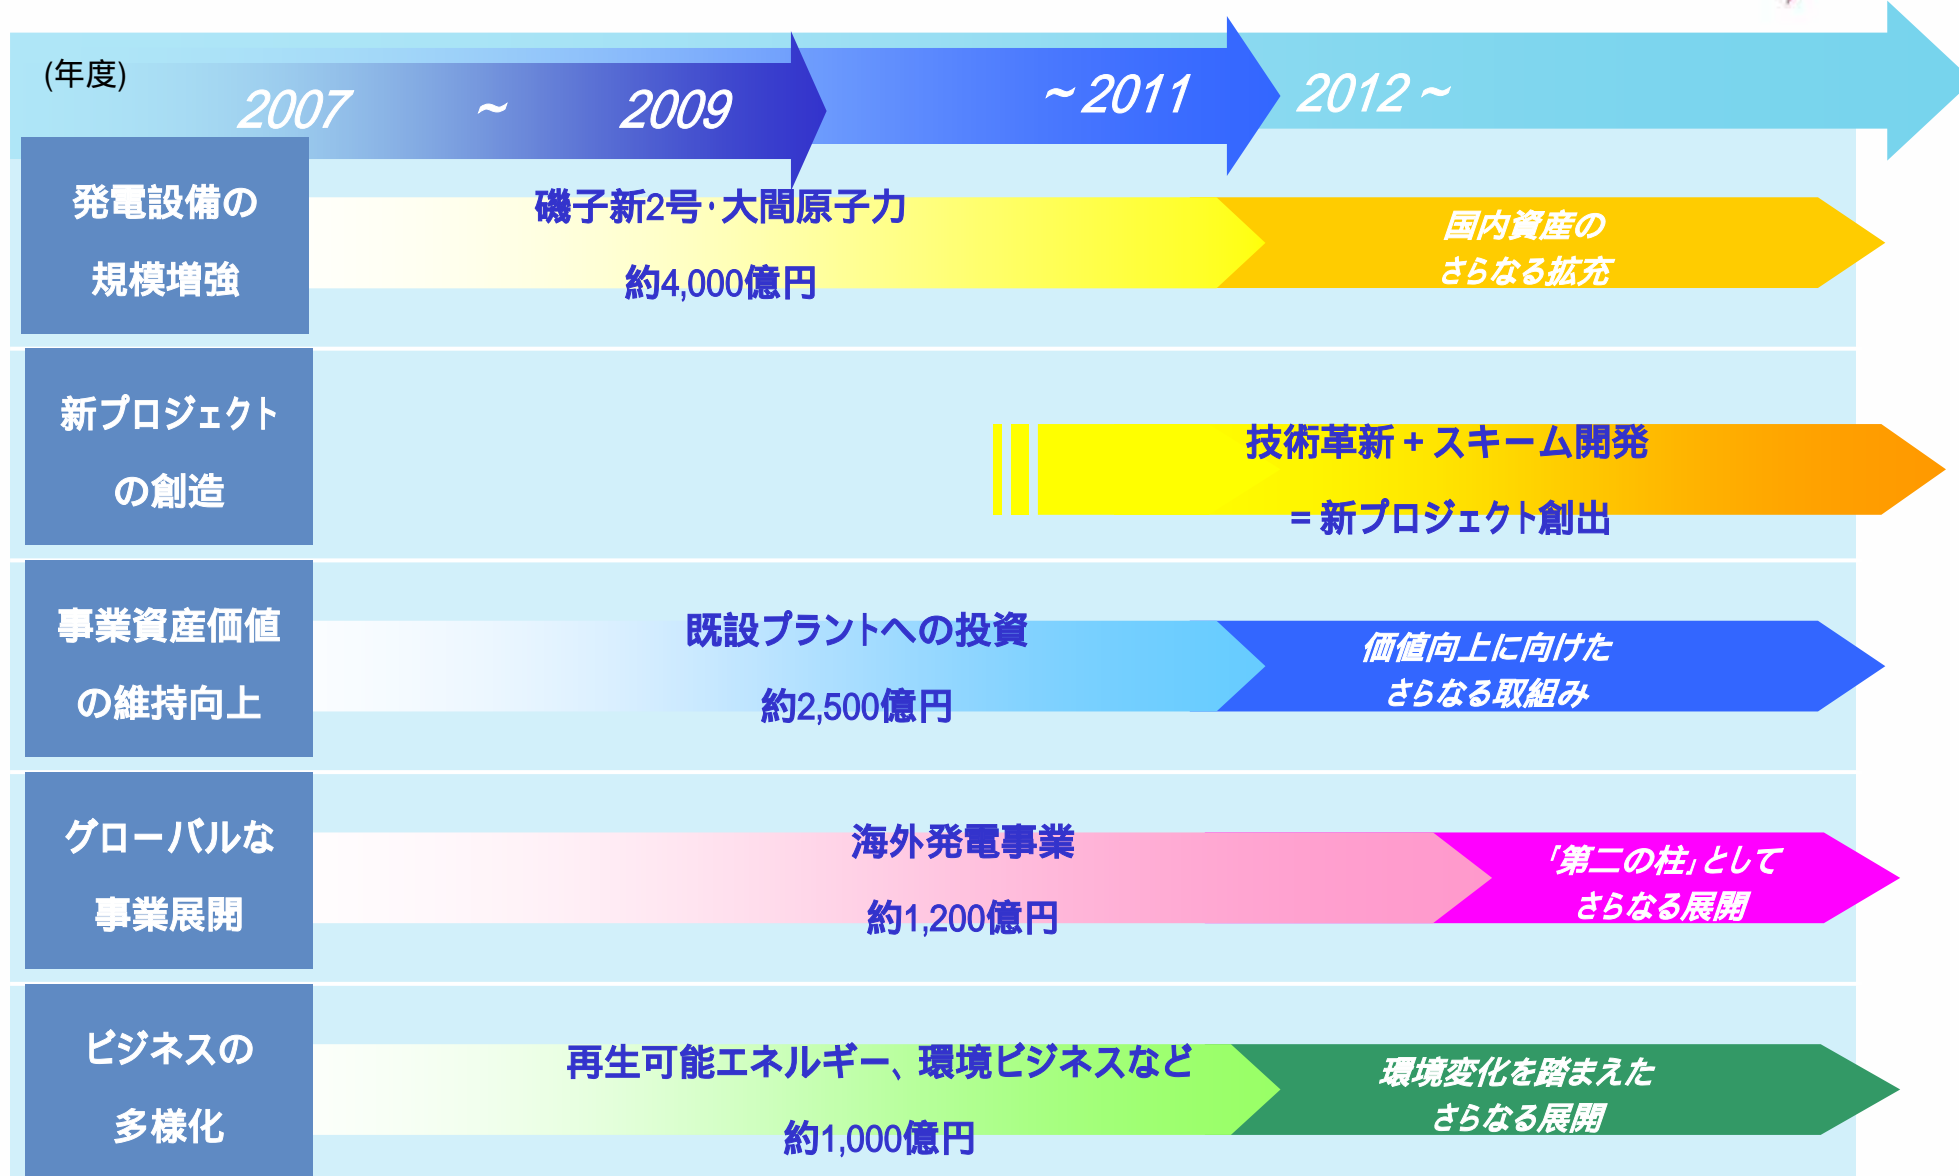 (年度)
2007 ~ 2009
~2011
2012~
発電設備の
規模増強
磯子新2号・大間原子力
約4,000億円
国内資産の
さらなる拡充
新プロジェクト
の創造
技術革新+スキーム開発
=新プロジェクト創出
事業資産価値
の維持向上
既設プラントへの投資
約2,500億円
価値向上に向けた
さらなる取組み
グローバルな
事業展開
海外発電事業
約1,200億円
「第二の柱」として
さらなる展開
ビジネスの
多様化
再生可能エネルギー、環境ビジネスなど
約1,000億円
環境変化を踏まえた
さらなる展開